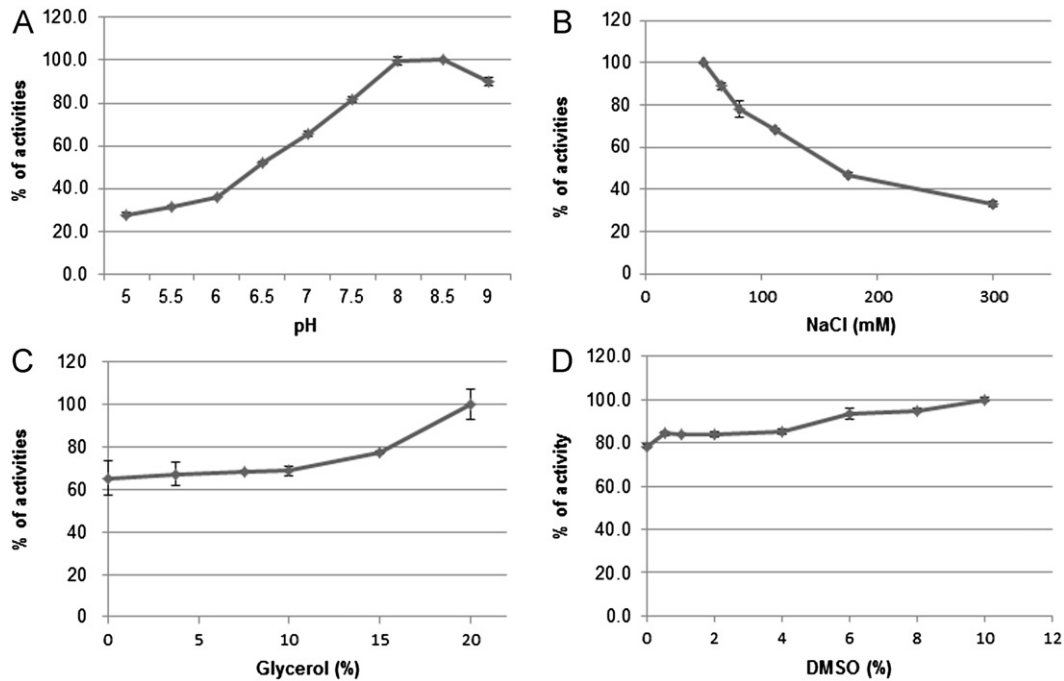 A
120.0
100.0
80.0
60.0
40.0
20.0
0.0
% of activities
5 5.5 6 6.5 7 7.5 8 8.5 9
pH
B
120
100
80
60
40
20
0
% of activities
0 100 200 300
NaCl (mM)
C
120
100
80
60
40
20
0
% of activities
0 5 10 15 20
Glycerol (%)
D
120.0
100.0
80.0
60.0
40.0
20.0
0.0
% of activity
0 2 4 6 8 10 12
DMSO (%)